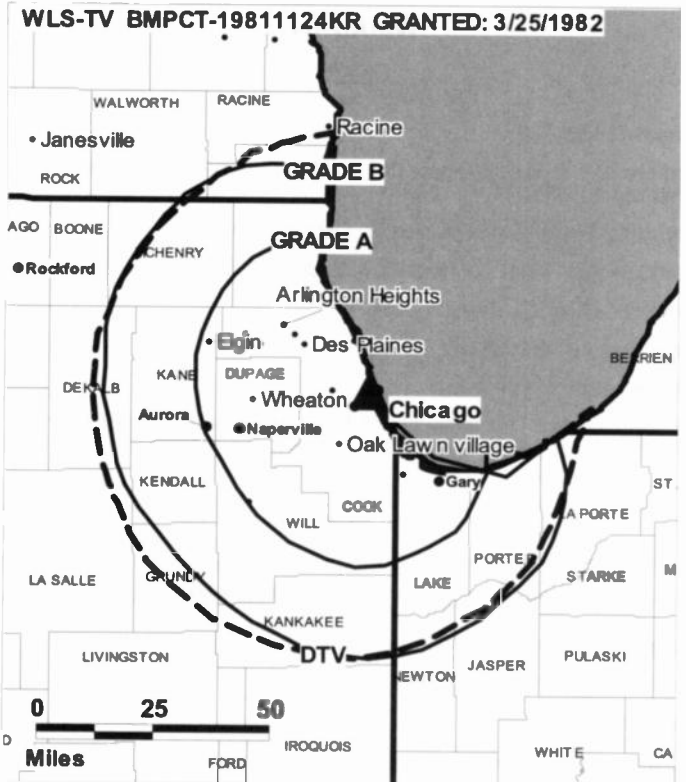 WLS-TV BMPCT-19811124KR GRANTED: 3/25/1982
WALWORTH
RACINE
Racine
Janesville
GRADE B
ROCK
AGO
BOONE
GRADE A
CHENRY
Rockford
Arlington Heights
Elgin
Des Plaines
BERRIEN
KANE
DUPAGE
DEKALB
Wheaton
Chicago
Aurora
Naperville
Oak Lawn village
KENDALL
Gary
ST.
COOK
A PORTE
WILL
PORTER
LA SALLE
GRUNDY
LAKE
STARKE
M
KANKAKEE
LIVINGSTON
DTV
JASPER
PULASKI
NEWTON
0 25 50
D
Miles
FORD
IROQUOIS
WHITE
CA